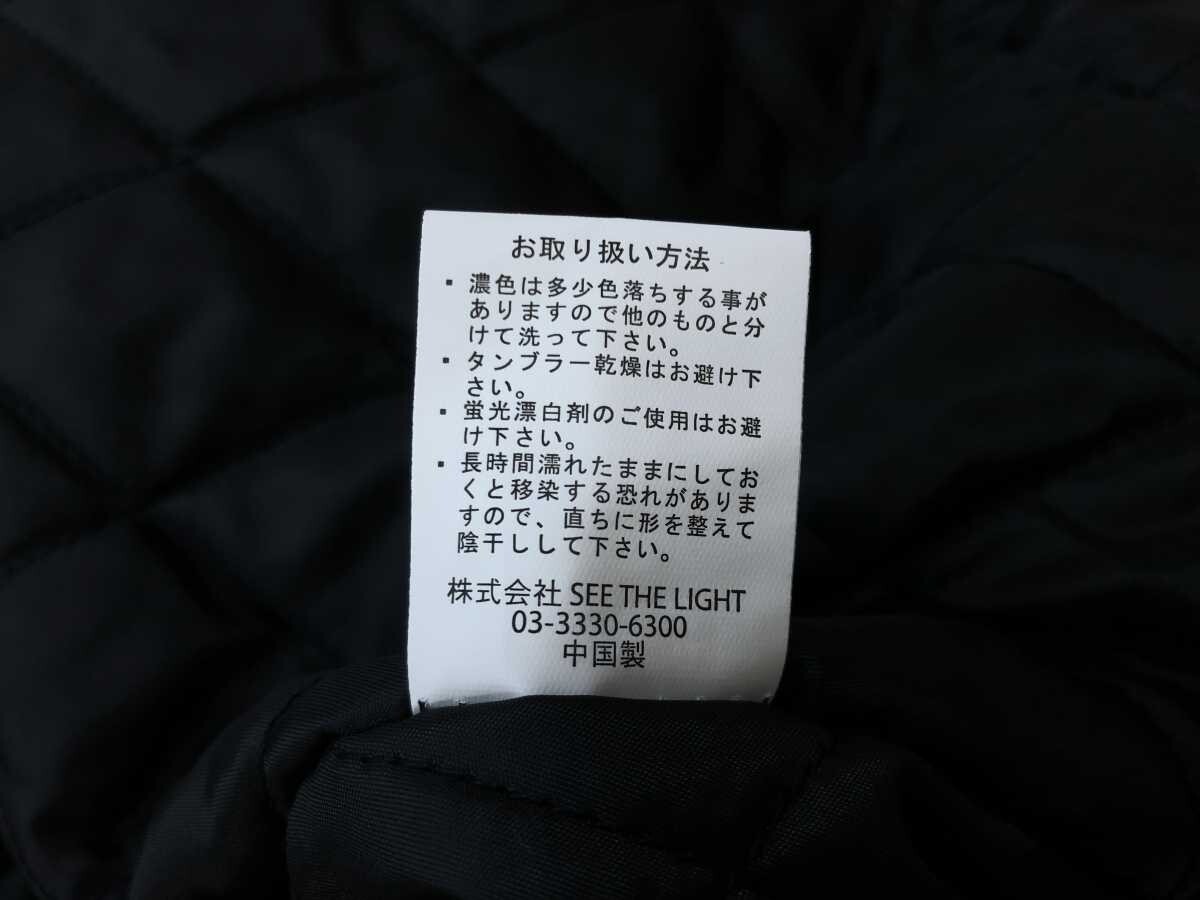 お取り扱い方法
▪ 濃色は多少色落ちする事が
ありますので他のものと分
けて洗って下さい。
▪ タンブラー乾燥はお避け下
さい。
▪ 蛍光漂白剤のご使用はお避
け下さい。
▪ 長時間濡れたままにしてお
くと移染する恐れがありま
すので、直ちに形を整えて
陰干しして下さい。
株式会社 SEE THE LIGHT
03-3330-6300
中国製